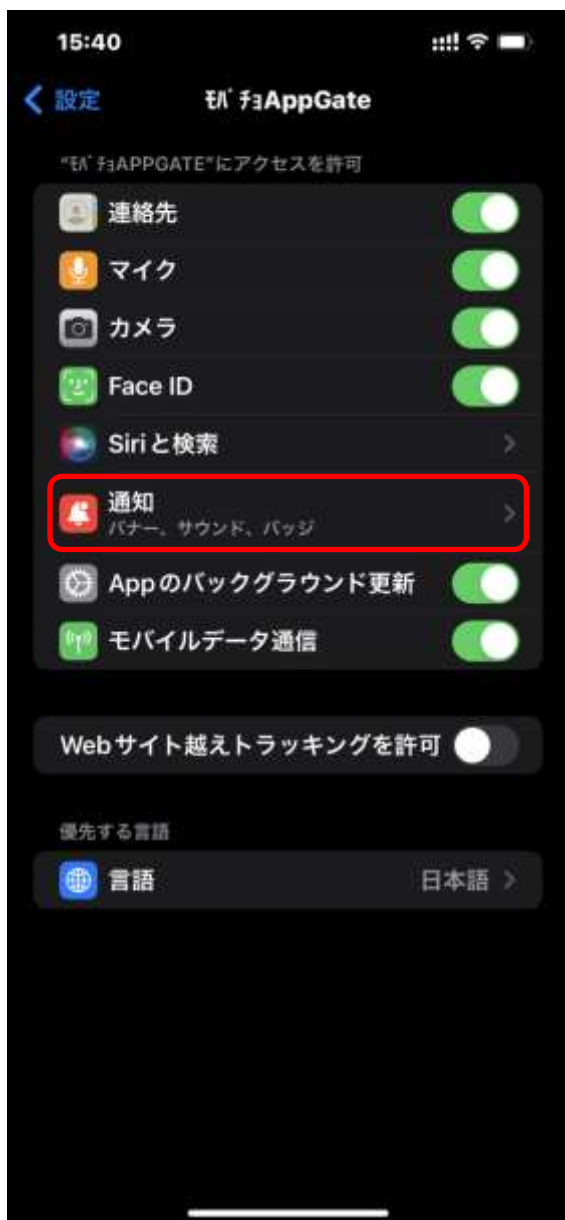 15:40
設定
ﾓﾊﾞﾁｮAppGate
“ﾓﾊﾞﾁｮAPPGATE”にアクセスを許可
連絡先
マイク
カメラ
Face ID
Siriと検索
通知
バナー、サウンド、バッジ
Appのバックグラウンド更新
モバイルデータ通信
Webサイト越えトラッキングを許可
優先する言語
言語 日本語